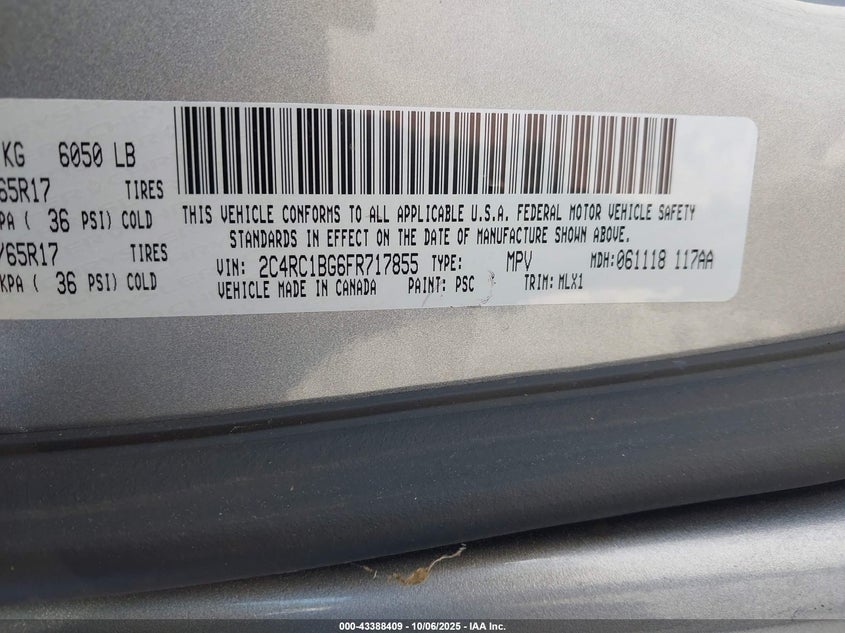 KG 6050 LB
65R17 TIRES
KPA ( 36 PSI) COLD
/65R17 TIRES
KPA ( 36 PSI) COLD
THIS VEHICLE CONFORMS TO ALL APPLICABLE U.S.A. FEDERAL MOTOR VEHICLE SAFETY
STANDARDS IN EFFECT ON THE DATE OF MANUFACTURE SHOWN ABOVE.
VIN: 2C4RC1BG6FR717855 TYPE: MPV MDH: 061118 117AA
VEHICLE MADE IN CANADA PAINT: PSC TRIM: MLX1
000-43388409 - 10/06/2025 - IAA Inc.